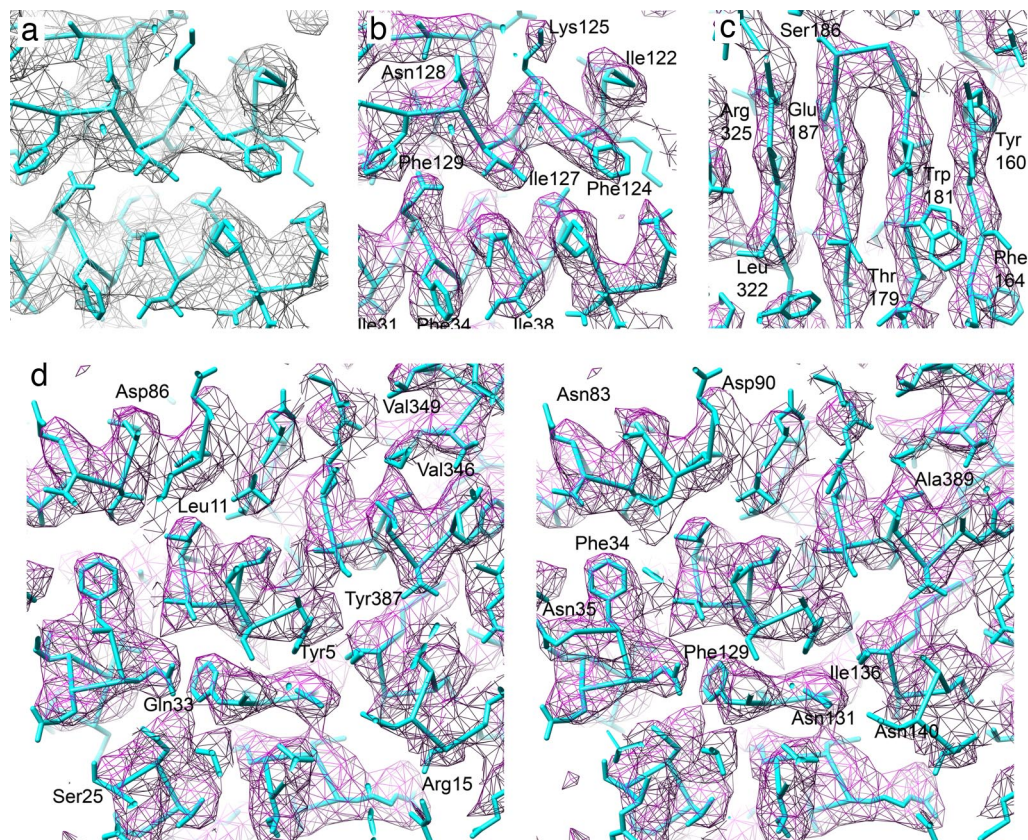 a
b
Lys125
Asn128
Ile122
Phe129
Ile127
Phe124
Ile31
Phe34
Ile38
c
Ser186
Arg
325
Glu
187
Tyr
160
Trp
181
Leu
322
Thr
179
Phe
164
d
Asp86
Val349
Val346
Leu11
Tyr387
Tyr5
Gln33
Ser25
Arg15
Asn83
Asp90
Ala389
Phe34
Asn35
Phe129
Ile136
Asn131
Asn140